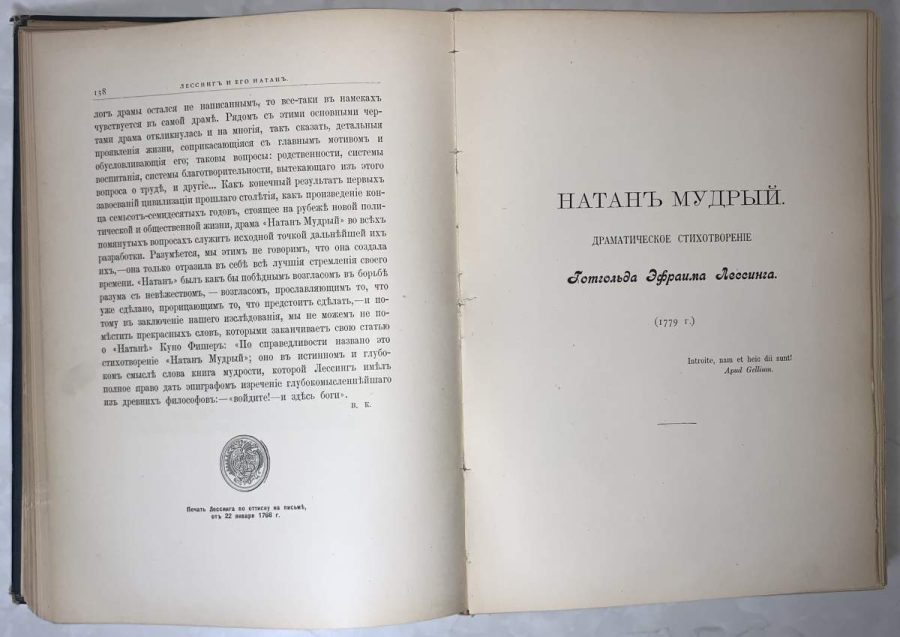 158
ЛЕССИНГЪ И ЕГО НАТАНЪ.
логъ драмы остался не написаннымъ, то все-таки въ намекахъ
чувствуется въ самой драмѣ. Рядомъ съ этими основными чер-
тами драма откликнулась и на многія, такъ сказать, детальныя
проявленія жизни, соприкасающіяся съ главнымъ мотивомъ и
обусловливающія его; таковы вопросы: родственности, системы
воспитанія, системы благотворительности, вытекающаго изъ этого
вопроса о трудѣ, и другіе... Какъ конечный результатъ первыхъ
завоеваній цивилизаціи прошлаго столѣтія, какъ произведеніе кон-
ца семьсотъ-семидесятыхъ годовъ, стоящее на рубежѣ новой поли-
тической и общественной жизни, драма «Натанъ Мудрый» во всѣхъ
помянутыхъ вопросахъ служитъ исходной точкой дальнѣйшей ихъ
разработки. Разумѣется, мы этимъ не говоримъ, что она создала
ихъ,—она только отразила въ себѣ всѣ лучшія стремленія своего
времени. «Натанъ» былъ какъ бы побѣднымъ возгласомъ въ борьбѣ
разума съ невѣжествомъ, — возгласомъ, прославляющимъ то, что
уже сдѣлано, прорицающимъ то, что предстоитъ сдѣлать,—и по-
тому въ заключеніе нашего изслѣдованія, мы не можемъ не по-
мѣстить прекрасныхъ словъ, которыми заканчиваетъ свою статью
о «Натанѣ» Куно Фишеръ: «По справедливости названо это
стихотвореніе «Натанъ Мудрый»; оно въ истинномъ и глубо-
комъ смыслѣ слова книга мудрости, которой Лессингъ имѣлъ
полное право дать эпиграфомъ изреченіе глубокомысленнѣйшаго
изъ древнихъ философовъ:—«войдите!—и здѣсь боги».
В. К.
Печать Лессинга по оттиску на письмѣ,
отъ 22 января 1768 г.
НАТАНЪ МУДРЫЙ.
ДРАМАТИЧЕСКОЕ СТИХОТВОРЕНІЕ
Готгольда Эфраима Лессинга.
(1779 г.)
Introite, nam et heic dii sunt!
Apud Gellium.